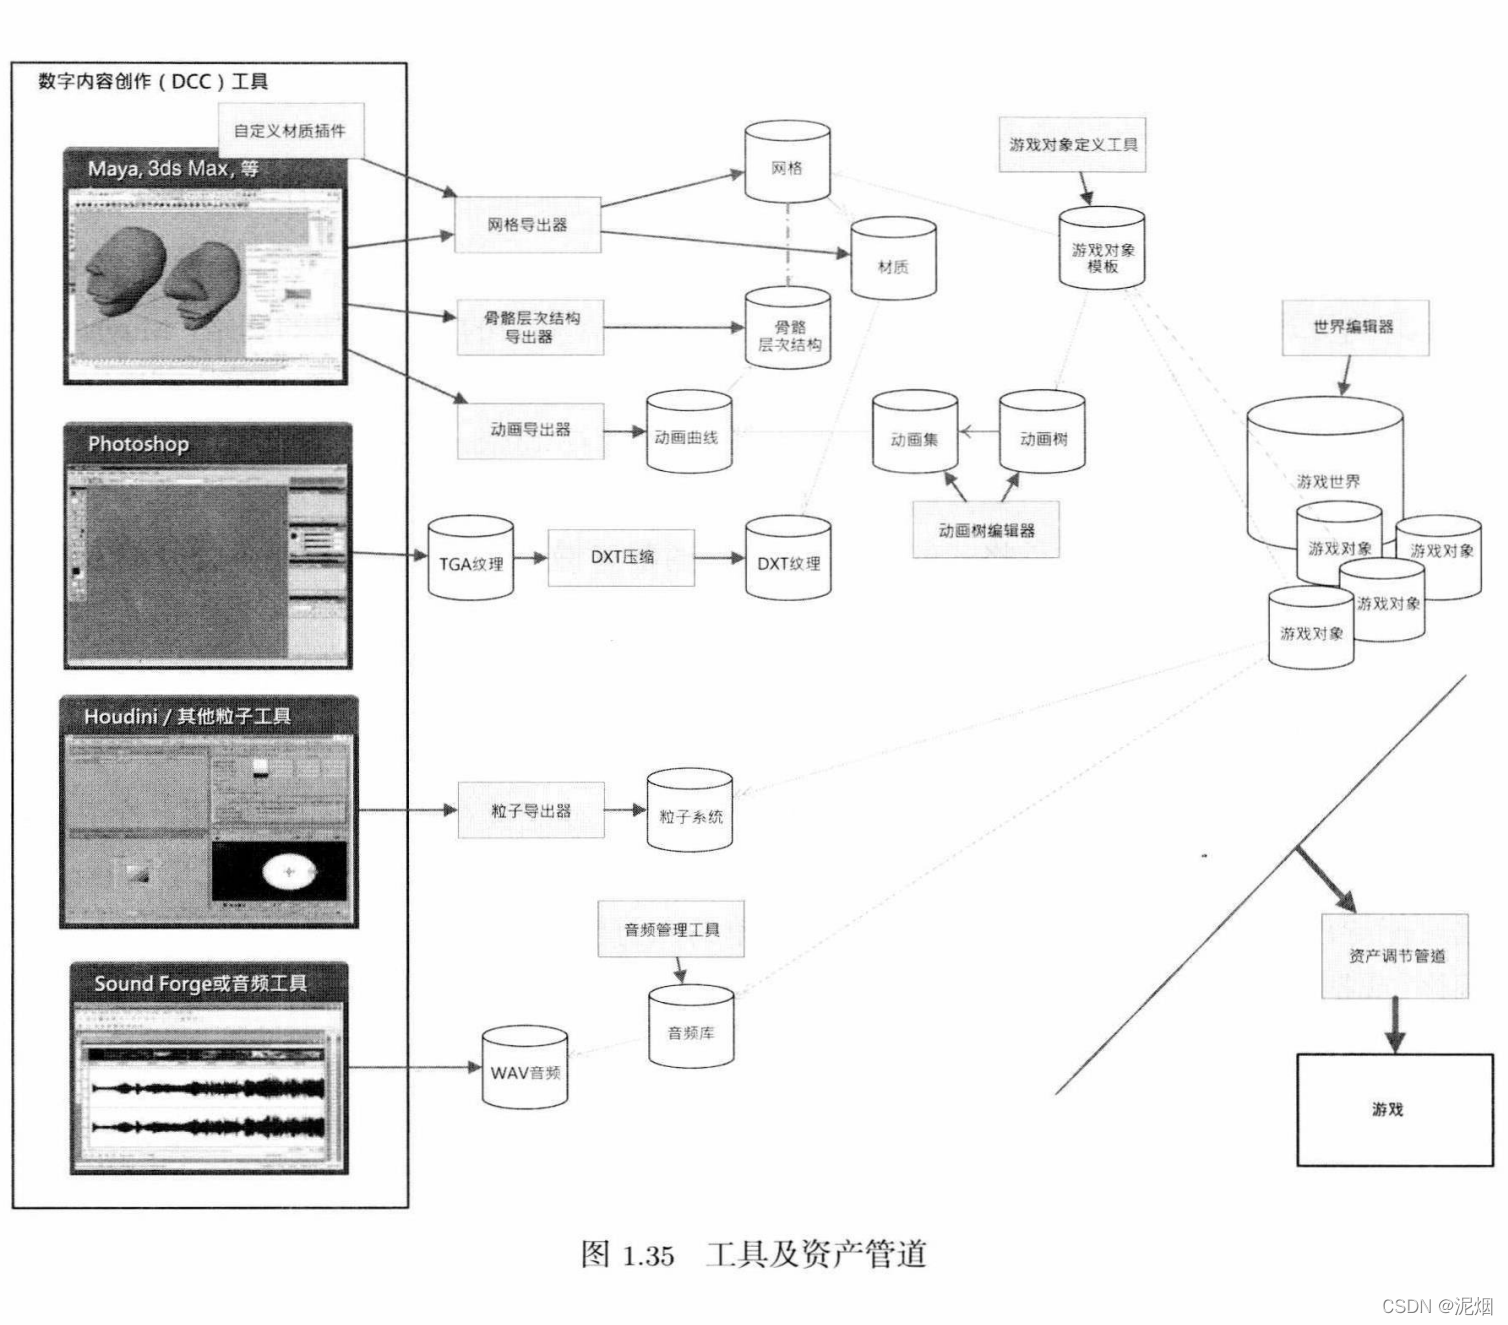 数字内容创作（DCC）工具
自定义材质插件
Maya, 3ds Max, 等
网格导出器
网格
材质
游戏对象定义工具
游戏对象
模板
骨骼层次结构
导出器
骨骼
层次结构
世界编辑器
动画导出器
动画曲线
动画集
动画树
动画树编辑器
游戏世界
游戏对象
游戏对象
游戏对象
游戏对象
Photoshop
TGA纹理
DXT压缩
DXT纹理
Houdini / 其他粒子工具
粒子导出器
粒子系统
音频管理工具
音频库
Sound Forge或音频工具
WAV音频
资产调节管道
游戏
图 1.35 工具及资产管道
CSDN @泥烟